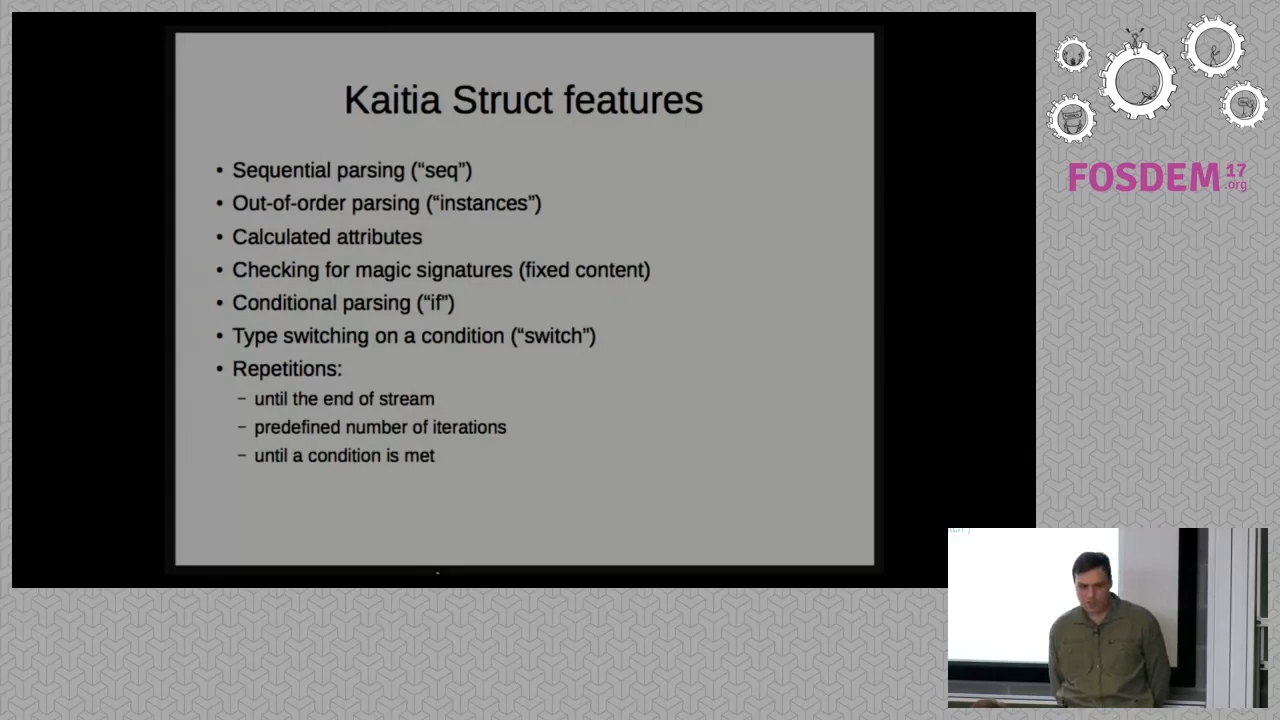 Kaitia Struct features
• Sequential parsing (“seq”)
• Out-of-order parsing (“instances”)
• Calculated attributes
• Checking for magic signatures (fixed content)
• Conditional parsing (“if”)
• Type switching on a condition (“switch”)
• Repetitions:
– until the end of stream
– predefined number of iterations
– until a condition is met
FOSDEM 17
.org